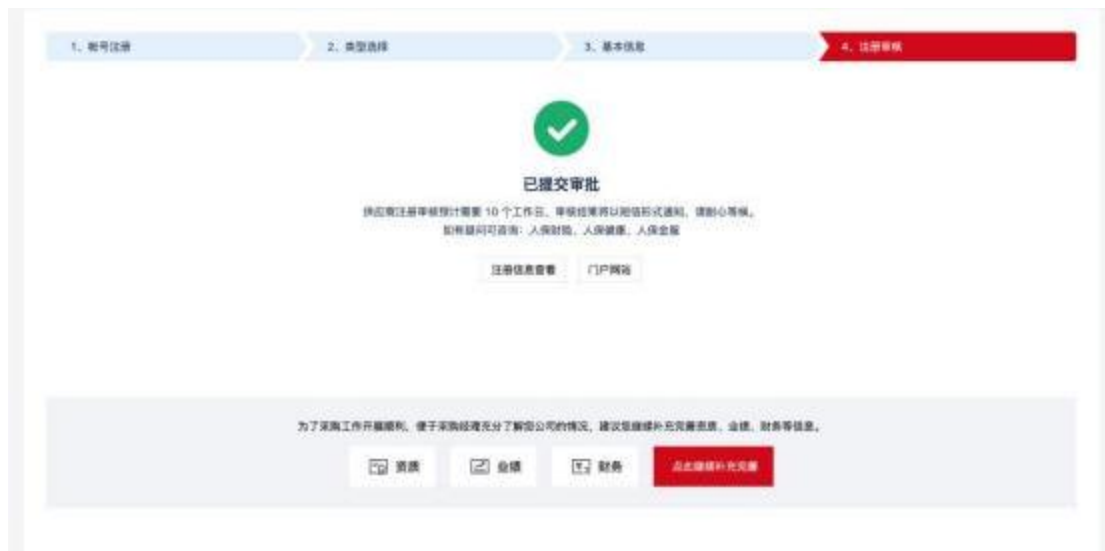 1、帐号注册
2、类型选择
3、基本信息
4、注册审核
已提交审批
供应商注册审核预计需要 10 个工作日，审核结果将以短信形式通知，请耐心等候。
如有疑问可咨询：人保财险、人保健康、人保金服
注册信息查看
门户网站
为了采购工作开展顺利，便于采购经理充分了解贵公司的情况，建议您继续补充完善资质、业绩、财务等信息。
资质
业绩
财务
点此继续补充完善